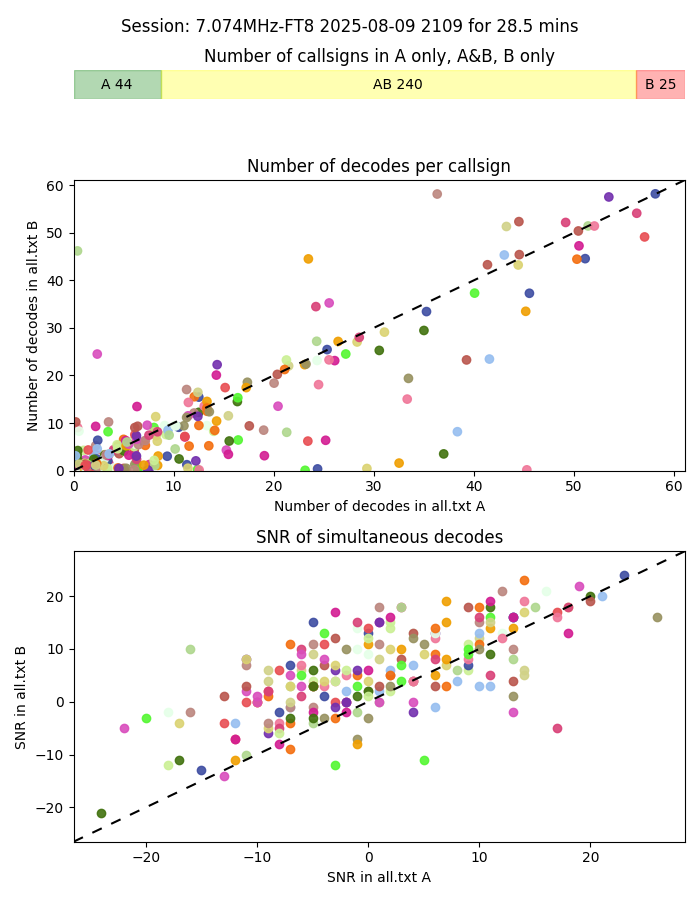 Session: 7.074MHz-FT8 2025-08-09 2109 for 28.5 mins
Number of callsigns in A only, A&B, B only
A 44 AB 240 B 25
Number of decodes per callsign
60
50
40
30
20
10
0
Number of decodes in all.txt B
0 10 20 30 40 50 60
Number of decodes in all.txt A
SNR of simultaneous decodes
20
10
0
−10
−20
SNR in all.txt B
−20 −10 0 10 20
SNR in all.txt A